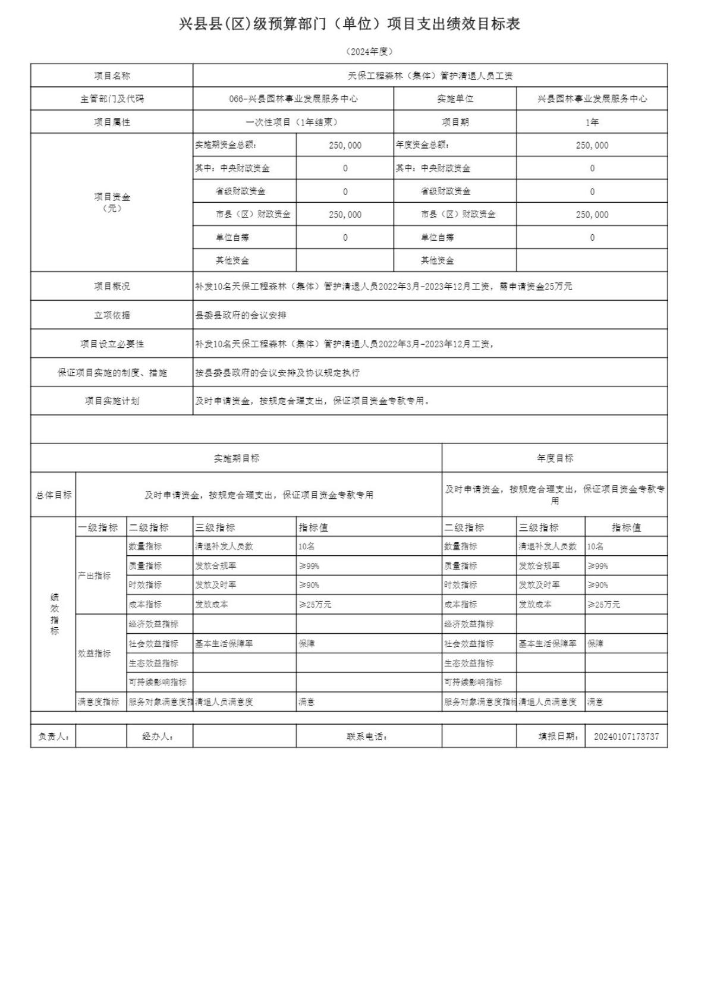 兴县县(区)级预算部门（单位）项目支出绩效目标表
（2024年度）
项目名称 天保工程森林（集体）管护清退人员工资
主管部门及代码 066-兴县园林事业发展服务中心 实施单位 兴县园林事业发展服务中心
项目属性 一次性项目（1年结束） 项目期 1年
项目资金
（元）
实施期资金总额： 250,000 年度资金总额： 250,000
其中：中央财政资金 0 其中：中央财政资金 0
省级财政资金 0 省级财政资金 0
市县（区）财政资金 250,000 市县（区）财政资金 250,000
单位自筹 0 单位自筹 0
其他资金 其他资金
项目概况 补发10名天保工程森林（集体）管护清退人员2022年3月-2023年12月工资，需申请资金25万元
立项依据 县委县政府的会议安排
项目设立必要性 补发10名天保工程森林（集体）管护清退人员2022年3月-2023年12月工资，
保证项目实施的制度、措施 按县委县政府的会议安排及协议规定执行
项目实施计划 及时申请资金，按规定合理支出，保证项目资金专款专用。
实施期目标 年度目标
总体目标 及时申请资金，按规定合理支出，保证项目资金专款专用 及时申请资金，按规定合理支出，保证项目资金专款专
用
绩
效
指
标
一级指标 二级指标 三级指标 指标值 二级指标 三级指标 指标值
产出指标
数量指标 清退补发人员数 10名 数量指标 清退补发人员数 10名
质量指标 发放合规率 ≥99% 质量指标 发放合规率 ≥99%
时效指标 发放及时率 ≥90% 时效指标 发放及时率 ≥90%
成本指标 发放成本 ≥25万元 成本指标 发放成本 ≥25万元
效益指标
经济效益指标 经济效益指标
社会效益指标 基本生活保障率 保障 社会效益指标 基本生活保障率 保障
生态效益指标 生态效益指标
可持续影响指标 可持续影响指标
满意度指标 服务对象满意度指 清退人员满意度 满意 服务对象满意度指标 清退人员满意度 满意
负责人： 经办人： 联系电话： 填报日期： 20240107173737